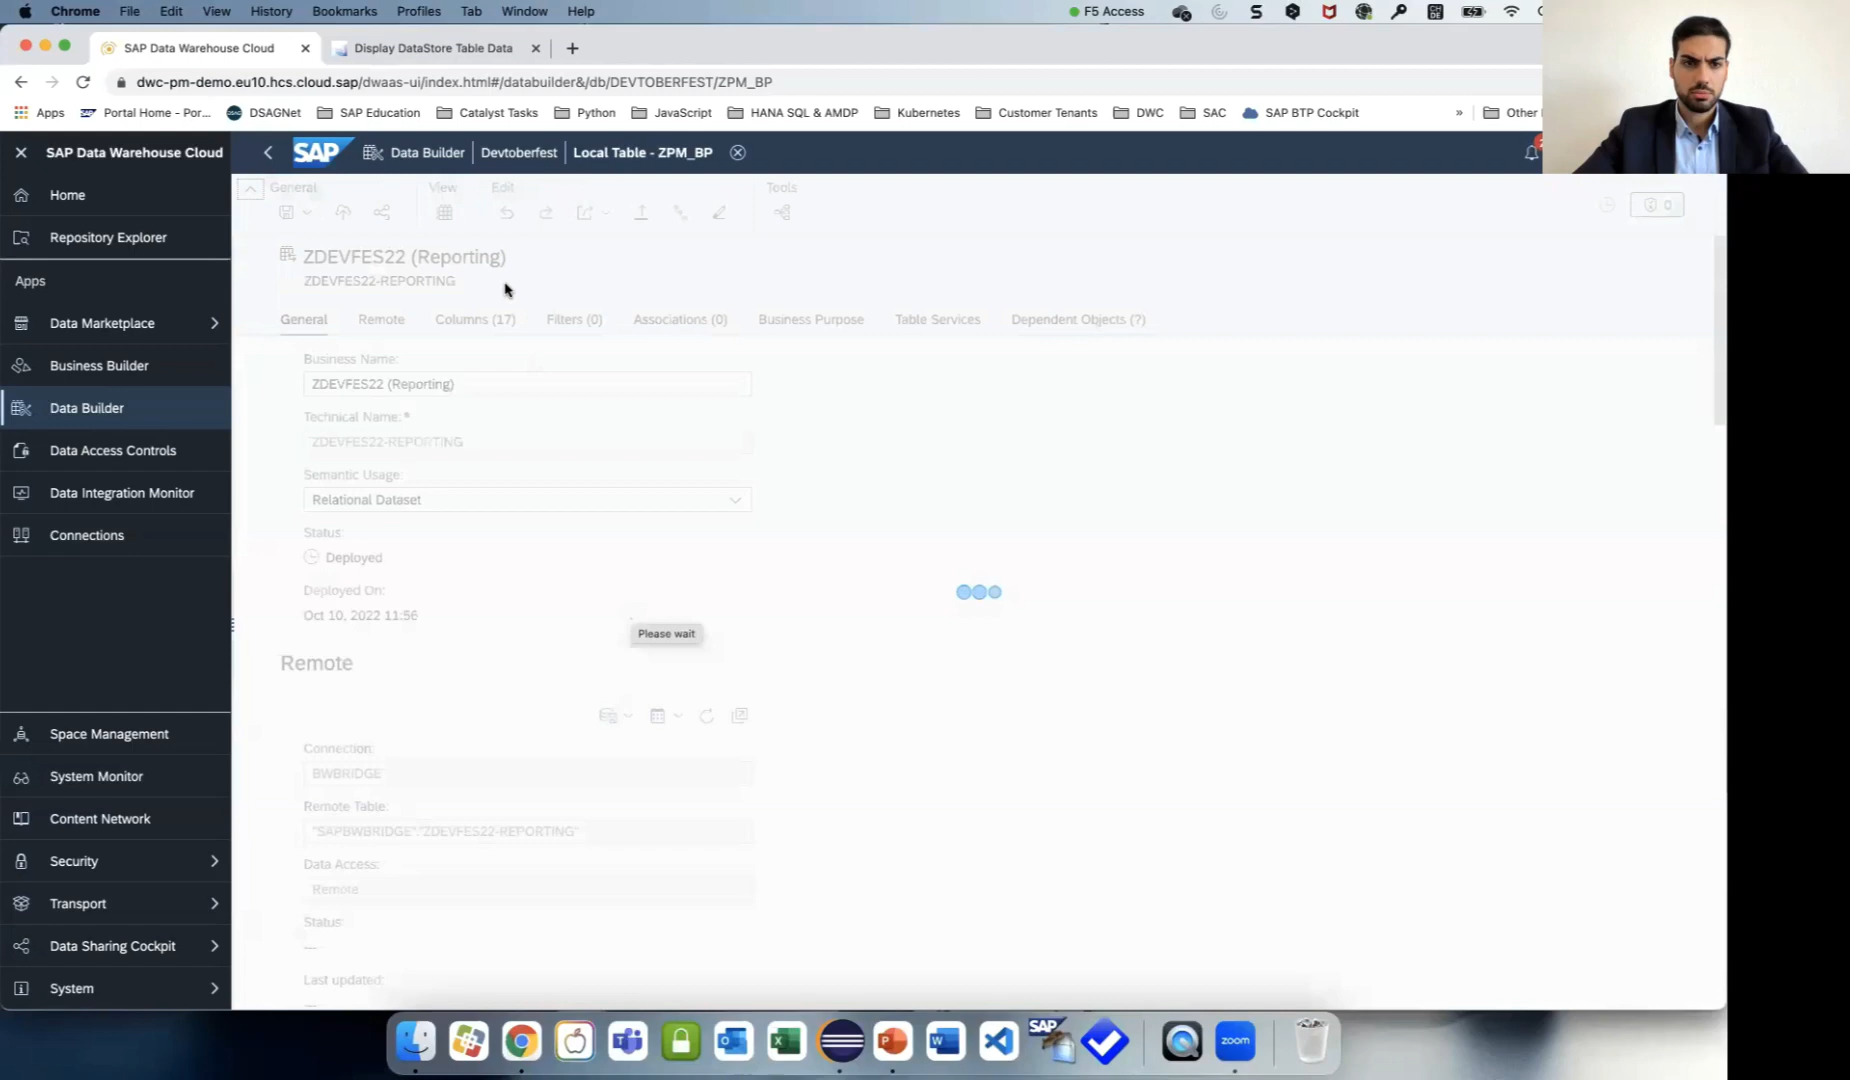 Chrome File Edit View History Bookmarks Profiles Tab Window Help F5 Access
SAP Data Warehouse Cloud Display DataStore Table Data
dwc-pm-demo.eu10.hcs.cloud.sap/dwaas-ui/index.html#/databuilder&/db/DEVTOBERFEST/ZPM_BP
Apps Portal Home - Por... DSAGNet SAP Education Catalyst Tasks Python JavaScript HANA SQL & AMDP Kubernetes Customer Tenants DWC SAC SAP BTP Cockpit » Other
SAP Data Warehouse Cloud
SAP Data Builder Devtoberfest Local Table - ZPM_BP
Home
Repository Explorer
Apps
Data Marketplace
Business Builder
Data Builder
Data Access Controls
Data Integration Monitor
Connections
Space Management
System Monitor
Content Network
Security
Transport
Data Sharing Cockpit
System
General View Edit Tools
0
ZDEVFES22 (Reporting)
ZDEVFES22-REPORTING
General Remote Columns (17) Filters (0) Associations (0) Business Purpose Table Services Dependent Objects (?)
Business Name:
ZDEVFES22 (Reporting)
Technical Name: *
ZDEVFES22-REPORTING
Semantic Usage:
Relational Dataset
Status:
Deployed
Deployed On:
Oct 10, 2022 11:56
Please wait
Remote
Connection:
BWBRIDGE
Remote Table:
"SAPBWBRIDGE"."ZDEVFES22-REPORTING"
Data Access:
Remote
Status:
—
Last updated:
—
SAP
zoom